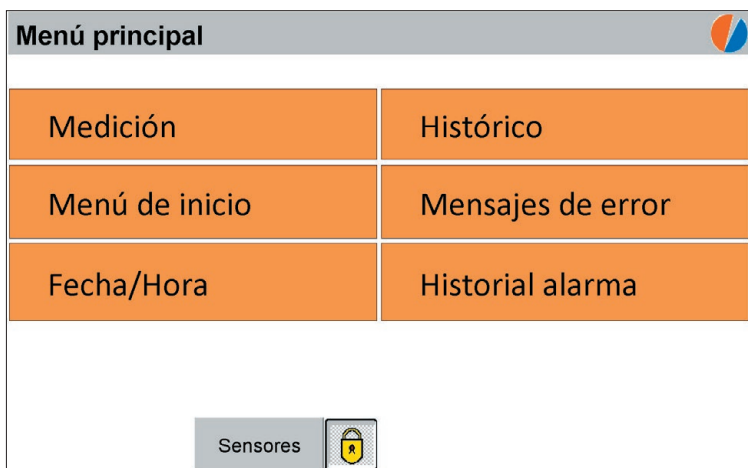 Menú principal
Medición
Histórico
Menú de inicio
Mensajes de error
Fecha/Hora
Historial alarma
Sensores